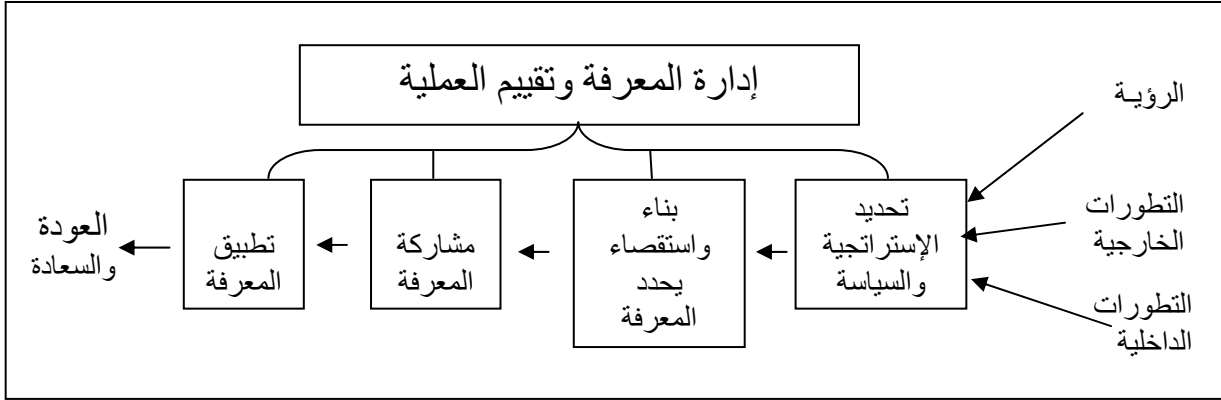 إدارة المعرفة وتقييم العملية
الرؤيـة
التطورات
الخارجية
التطورات
الداخلية
تحديد
الإستراتجية
والسياسة
بناء
واستقصاء
يحدد
المعرفة
مشاركة
المعرفة
تطبيق
المعرفة
العودة
والسعادة